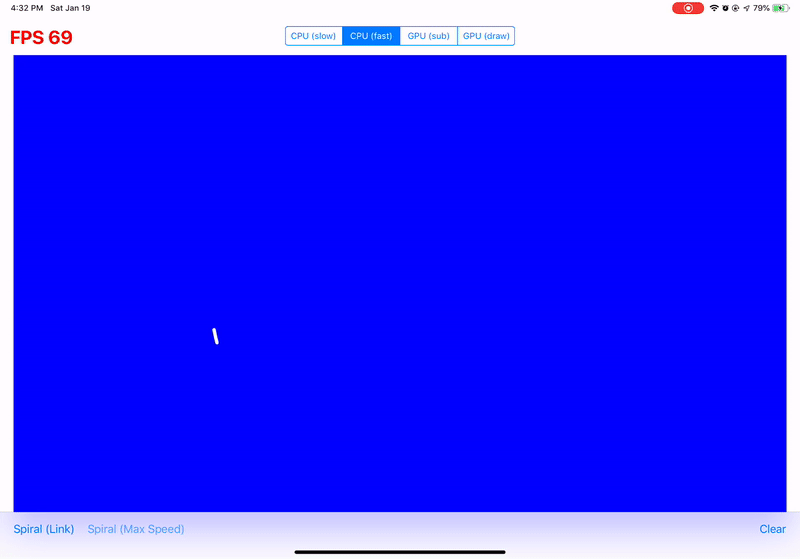 4:32 PM Sat Jan 19
79%
FPS 69
CPU (slow) CPU (fast) GPU (sub) GPU (draw)
Spiral (Link) Spiral (Max Speed) Clear